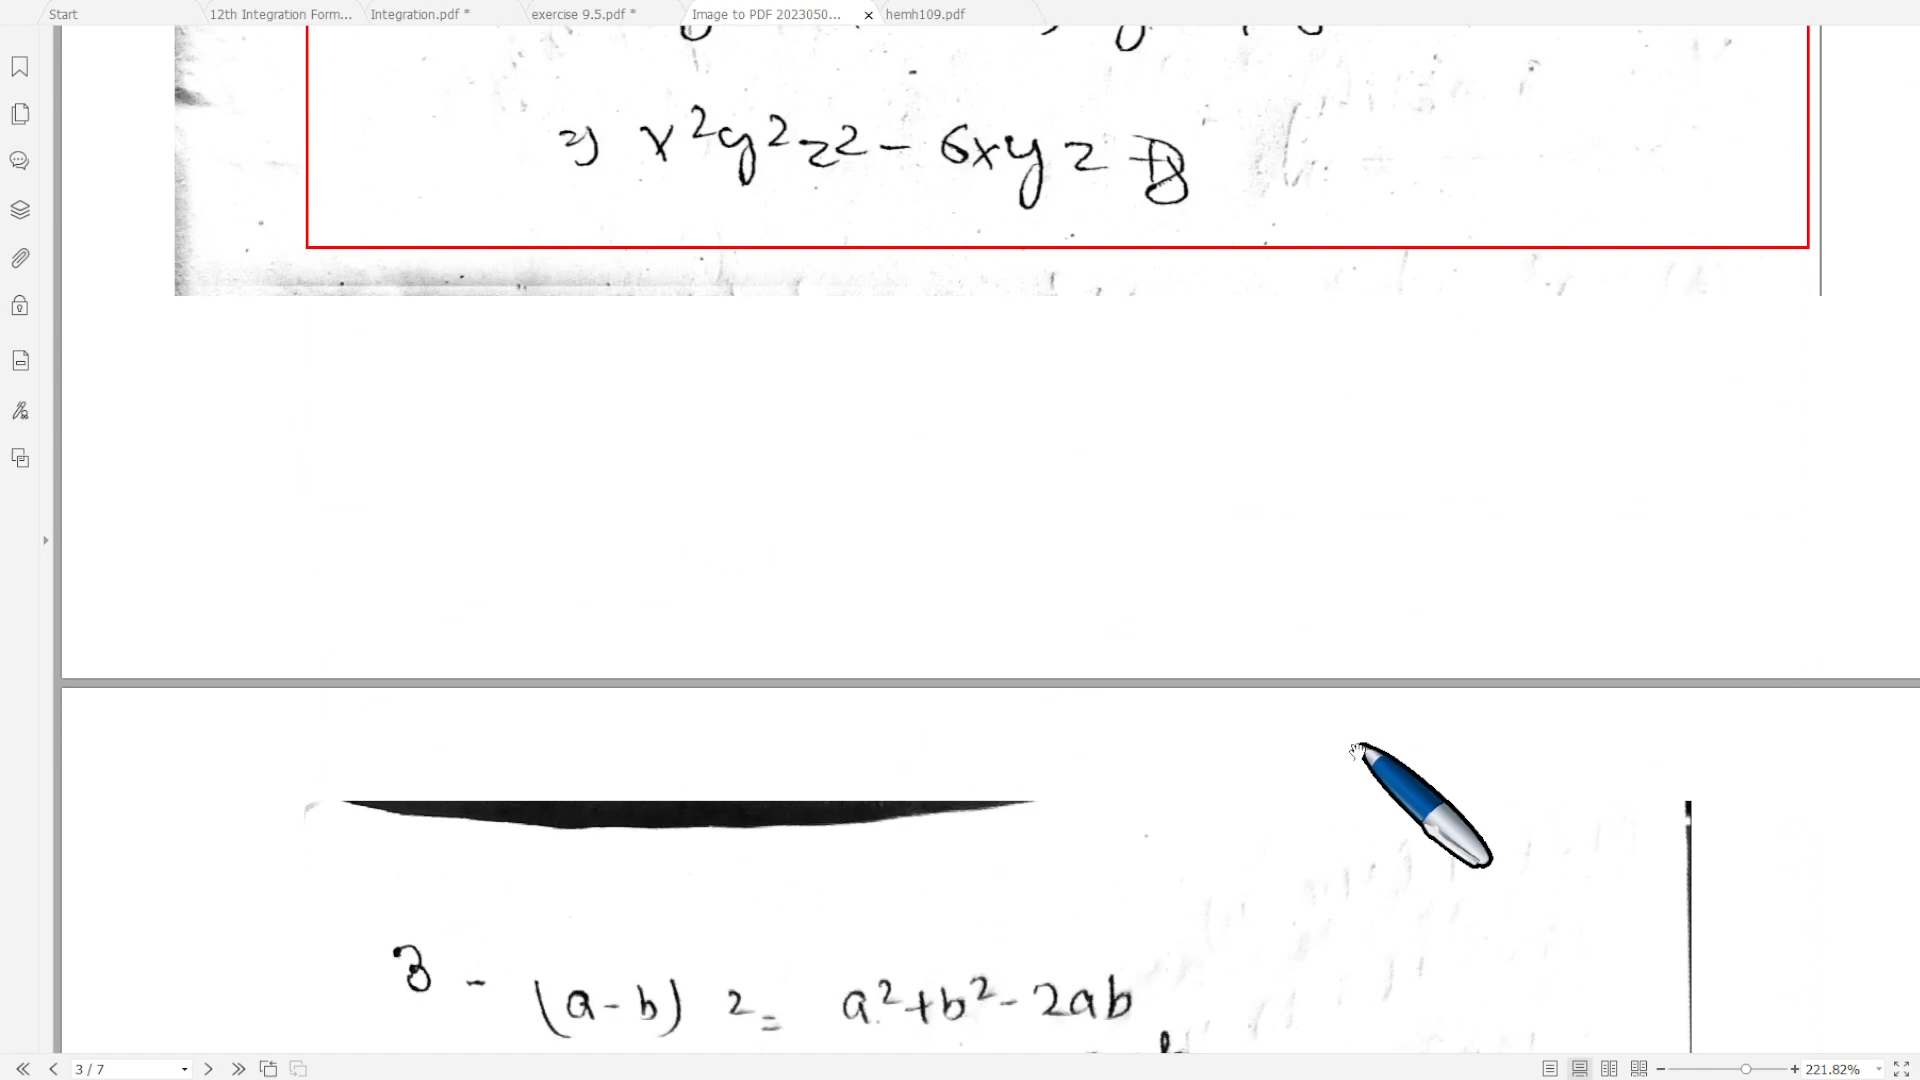 Start 12th Integration Form... Integration.pdf * exercise 9.5.pdf * Image to PDF 2023050... hemh109.pdf
⇒ x²y²z² - 6xyz + 8
3 - (a-b) 2 = a²+b²-2ab
3 / 7 221.82%